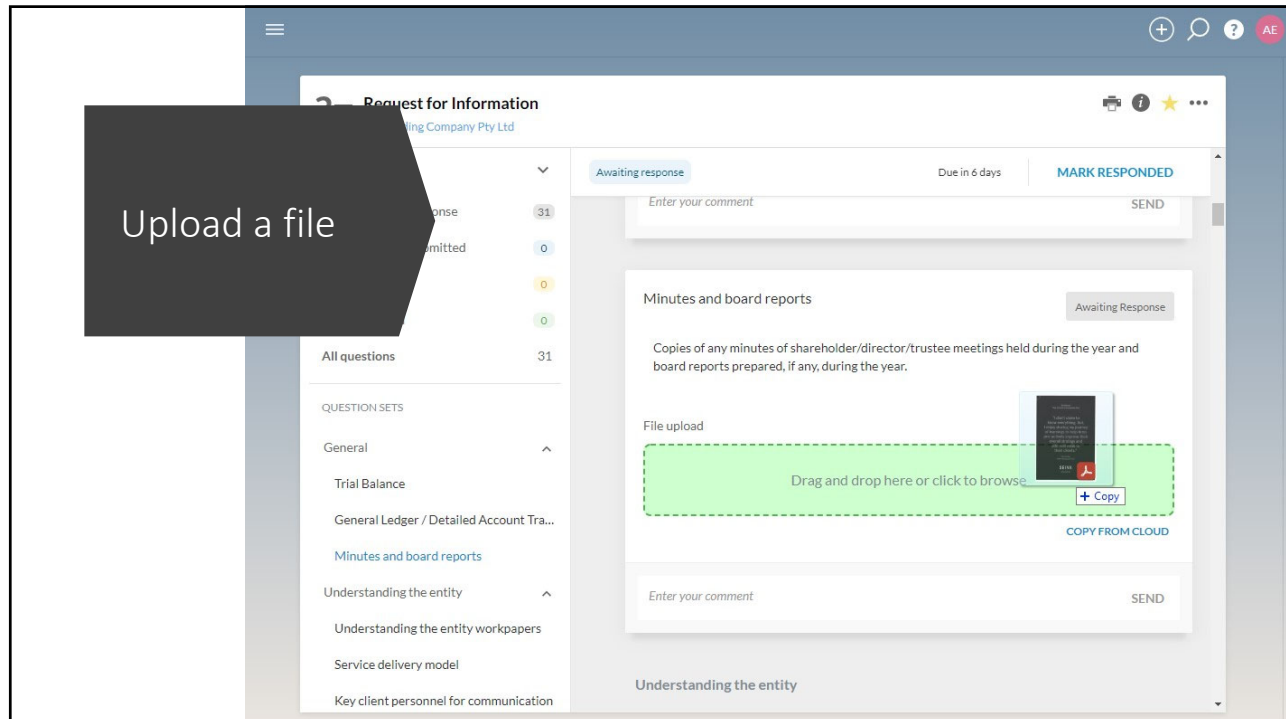 AE
Request for Information
ing Company Pty Ltd
Upload a file
Awaiting response
Due in 6 days
MARK RESPONDED
onse
31
Enter your comment
SEND
mitted
0
0
0
All questions
31
QUESTION SETS
General
Trial Balance
General Ledger / Detailed Account Tra...
Minutes and board reports
Understanding the entity
Understanding the entity workpapers
Service delivery model
Key client personnel for communication
Minutes and board reports
Awaiting Response
Copies of any minutes of shareholder/director/trustee meetings held during the year and
board reports prepared, if any, during the year.
File upload
Drag and drop here or click to browse
+ Copy
COPY FROM CLOUD
Enter your comment
SEND
Understanding the entity